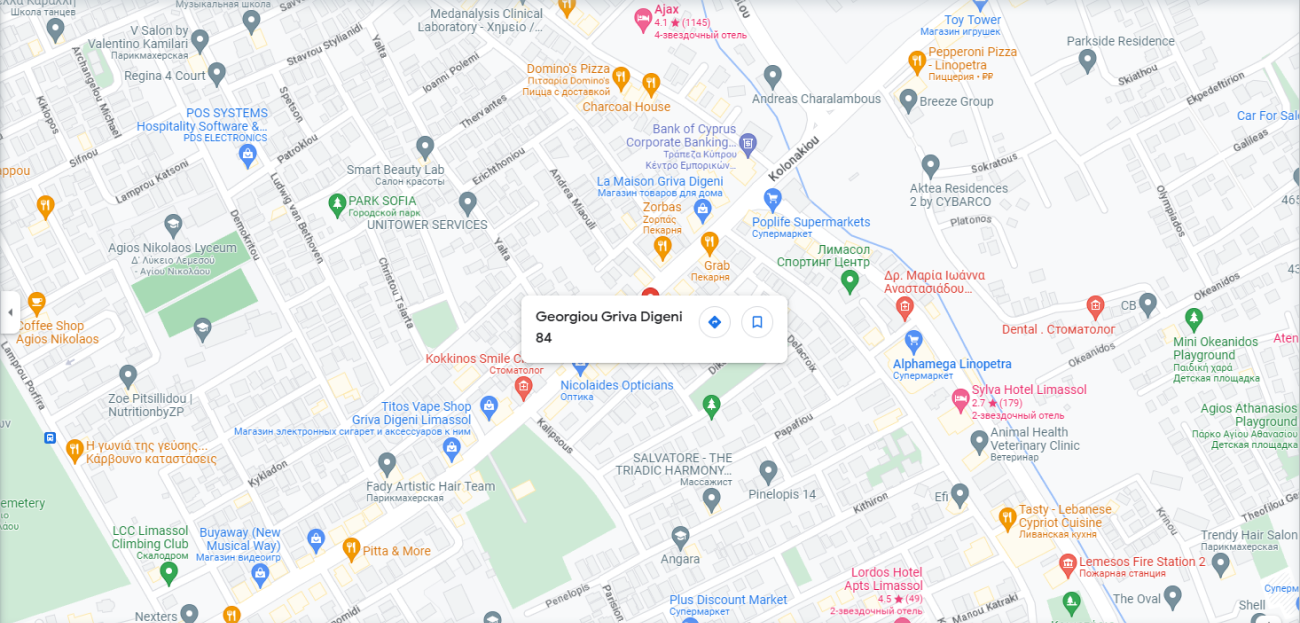 Школа танцев
V Salon by
Valentino Kamilari
Парикмахерская
Regina 4 Court
Музыкальная школа
Medanalysis Clinical
Laboratory - Χημείο /...
Ajax
4.1 ★ (1145)
4-звездочный отель
Toy Tower
Магазин игрушек
Parkside Residence
Pepperoni Pizza
- Linopetra
Пиццерия • ₽₽
Breeze Group
Skiathou
Ekpedeftirion
Car For Sale
Galileas
Stavrou Stylianidi
Yalta
Ioanni Polemi
Archangelou Michael
Kiklopos
Sifnou
Spetson
Domino's Pizza
Πιτσαρία Domino's
Пицца с доставкой
Charcoal House
Andreas Charalambous
Thervantes
POS SYSTEMS
Hospitality Software &...
PDS ELECTRONICS
Patroklou
Lamprou Katsoni
Smart Beauty Lab
Салон красоты
Erichthoniou
Bank of Cyprus
Corporate Banking...
Τράπεζα Κύπρου
Κέντρο Εμπορικών...
Kolonakiou
Sokratous
Aktea Residences
2 by CYBARCO
Platonos
Olympiados
465
La Maison Griva Digeni
Магазин товаров для дома
Zorbas
Ζορπάς
Пекарня
Andrea Miaouli
Ludwig van Bethoven
Demokritou
PARK SOFIA
Городской парк
UNITOWER SERVICES
Poplife Supermarkets
Супермаркет
Agios Nikolaos Lyceum
Δ' Λύκειο Λεμεσού
- Αγίου Νικολάου
Yalta
Christou Tsiarta
Grab
Пекарня
Лимасол
Спортинг Центр
Δρ. Μαρία Ιωάννα
Αναστασιάδου...
Okeanidos
CB
Dental . Стоматолог
Coffee Shop
Agios Nikolaos
Georgiou Griva Digeni
84
Delacroix
Mini Okeanidos
Playground
Παιδική χαρά
Детская площадка
Okeanidos
Lamprou Porfira
Kokkinos Smile C
Стоматолог
Alphamega Linopetra
Супермаркет
Zoe Pitsillidou |
NutritionbyZP
Nicolaides Opticians
Оптика
Sylva Hotel Limassol
2.7 ★ (179)
2-звездочный отель
Titos Vape Shop
Griva Digeni Limassol
Магазин электронных сигарет и аксессуаров к ним
Kalipsous
Papafiou
Agios Athanasios
Playground
Πάρκο Αγίου Αθανασίου
Детская площадка
Animal Health
Veterinary Clinic
Ветеринар
Η γωνιά της γεύσης...
Κάρβουνο καταστάσεις
Kykladon
SALVATORE - THE
TRIADIC HARMONY...
Массажист
Fady Artistic Hair Team
Парикмахерская
Pinelopis 14
Kithiron
Efi
Krinou
Theofilou Geo
Tasty - Lebanese
Cypriot Cuisine
Ливанская кухня
LCC Limassol
Climbing Club
Скалодром
Buyaway (New
Musical Way)
Магазин видеоигр
Pitta & More
Angara
Trendy Hair Salon
Парикмахерская
Lemesos Fire Station 2
Пожарная станция
Lordos Hotel
Apts Limassol
4.5 ★ (49)
2-звездочный отель
Penelopis
Parision
Plus Discount Market
Супермаркет
Manou Katraki
The Oval
Shell
Nexters